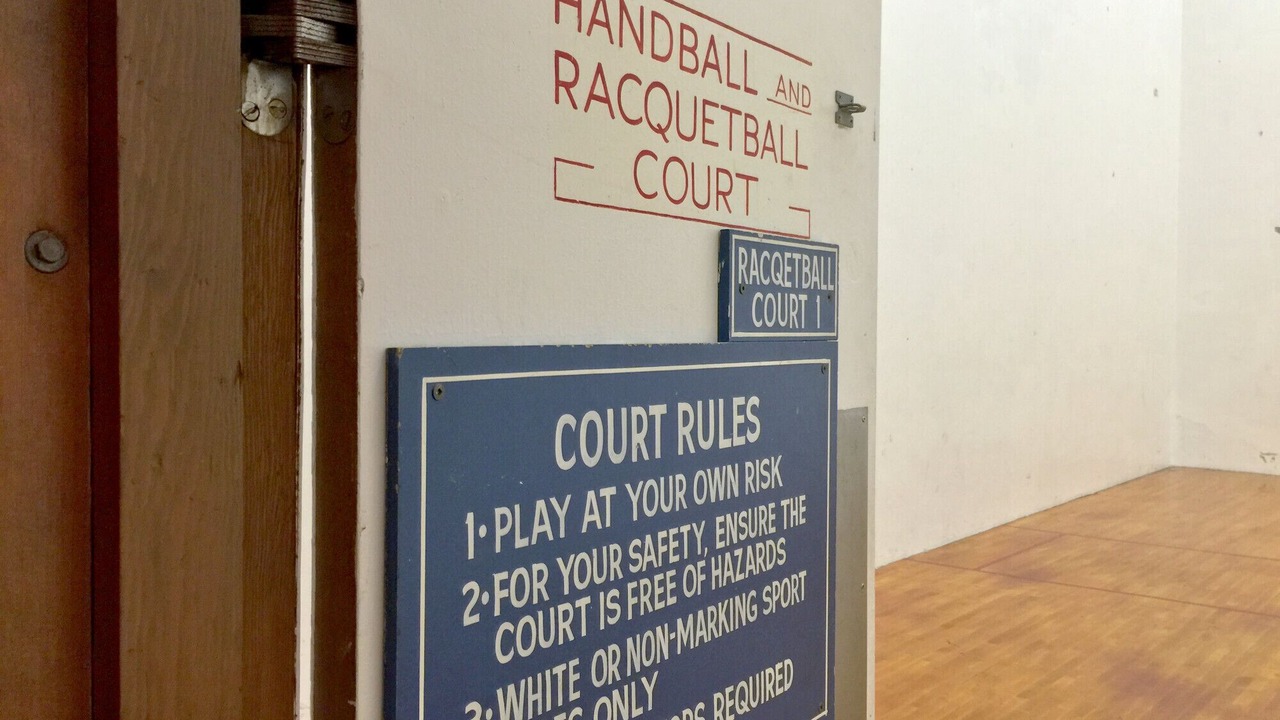 HANDBALL AND
RACQUETBALL
COURT
RACQETBALL
COURT 1
COURT RULES
1• PLAY AT YOUR OWN RISK
2• FOR YOUR SAFETY, ENSURE THE
COURT IS FREE OF HAZARDS
3• WHITE OR NON-MARKING SPORT
ONLY
REQUIRED